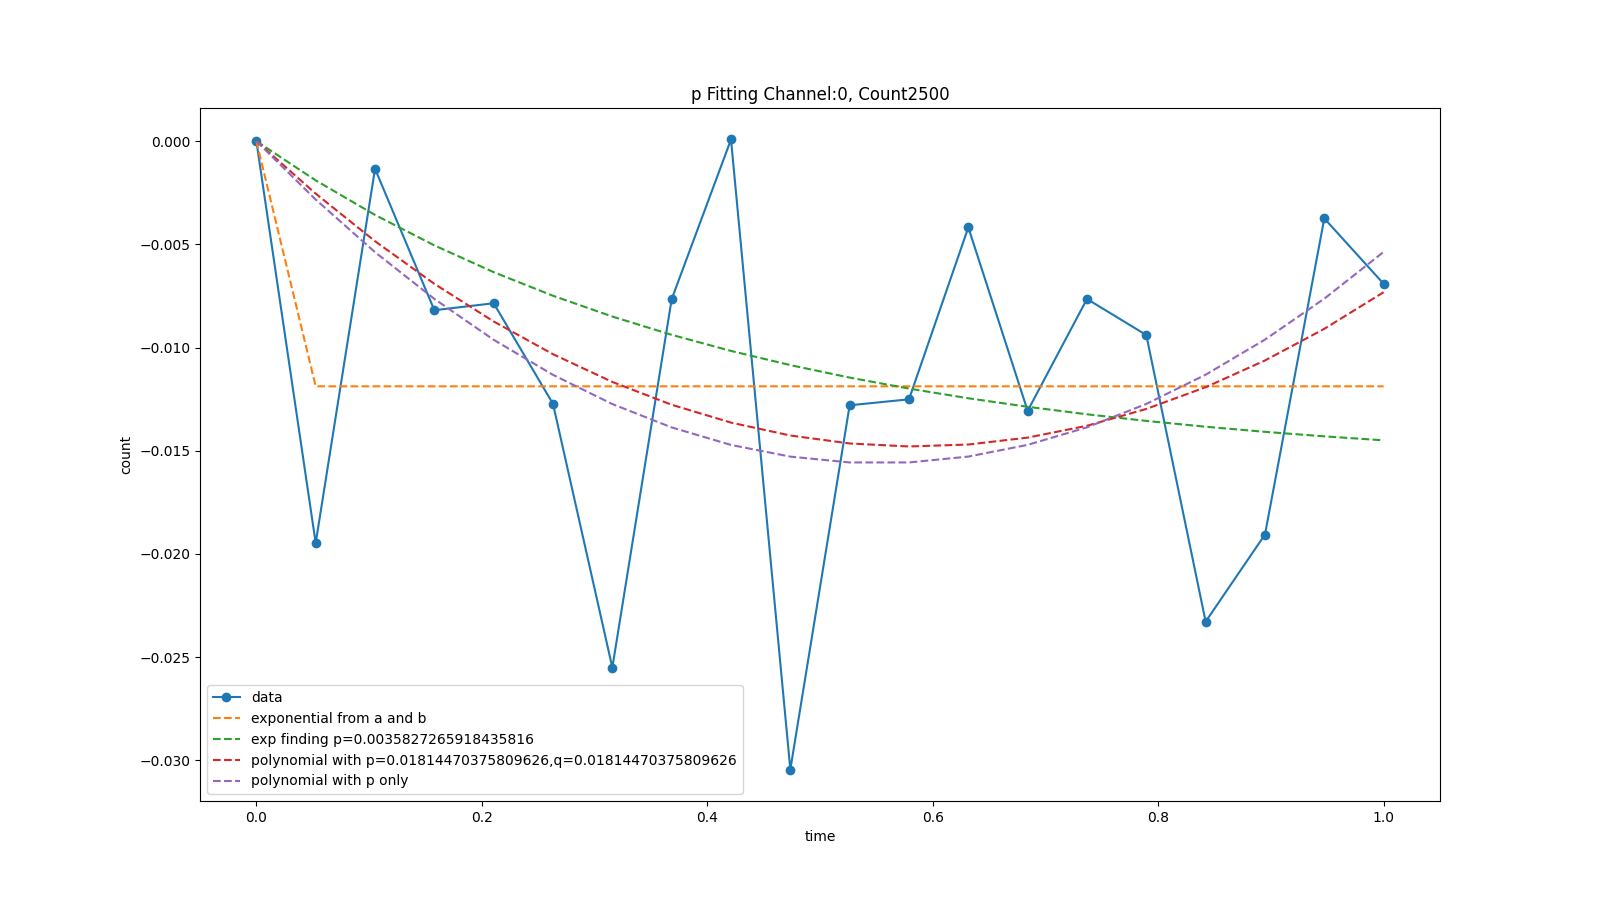 p Fitting Channel:0, Count2500
count
0.000
−0.005
−0.010
−0.015
−0.020
−0.025
−0.030
data
exponential from a and b
exp finding p=0.0035827265918435816
polynomial with p=0.01814470375809626,q=0.01814470375809626
polynomial with p only
0.0 0.2 0.4 0.6 0.8 1.0
time